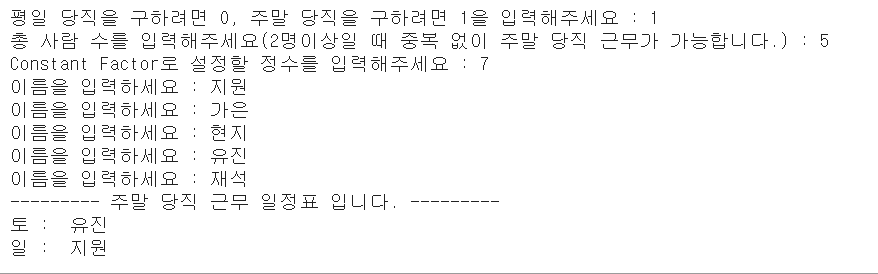 평일 당직을 구하려면 0, 주말 당직을 구하려면 1을 입력해주세요 : 1
총 사람 수를 입력해주세요(2명이상일 때 중복 없이 주말 당직 근무가 가능합니다.) : 5
Constant Factor로 설정할 정수를 입력해주세요 : 7
이름을 입력하세요 : 지원
이름을 입력하세요 : 가은
이름을 입력하세요 : 현지
이름을 입력하세요 : 유진
이름을 입력하세요 : 재석
--------- 주말 당직 근무 일정표 입니다. ---------
토 :  유진
일 :  지원